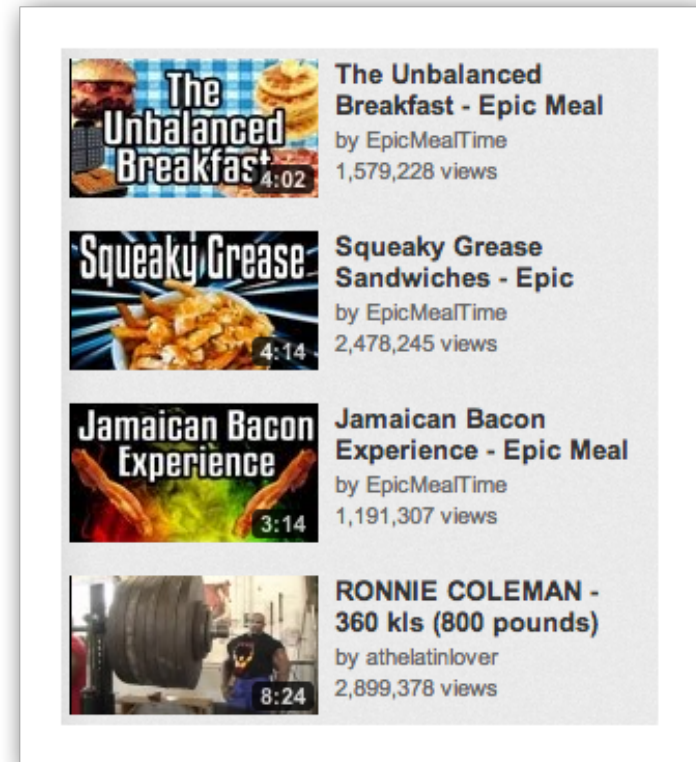 The
Unbalanced
Breakfast
4:02
The Unbalanced
Breakfast - Epic Meal
by EpicMealTime
1,579,228 views
Squeaky Grease
4:14
Squeaky Grease
Sandwiches - Epic
by EpicMealTime
2,478,245 views
Jamaican Bacon
Experience
3:14
Jamaican Bacon
Experience - Epic Meal
by EpicMealTime
1,191,307 views
8:24
RONNIE COLEMAN -
360 kls (800 pounds)
by athelatinlover
2,899,378 views